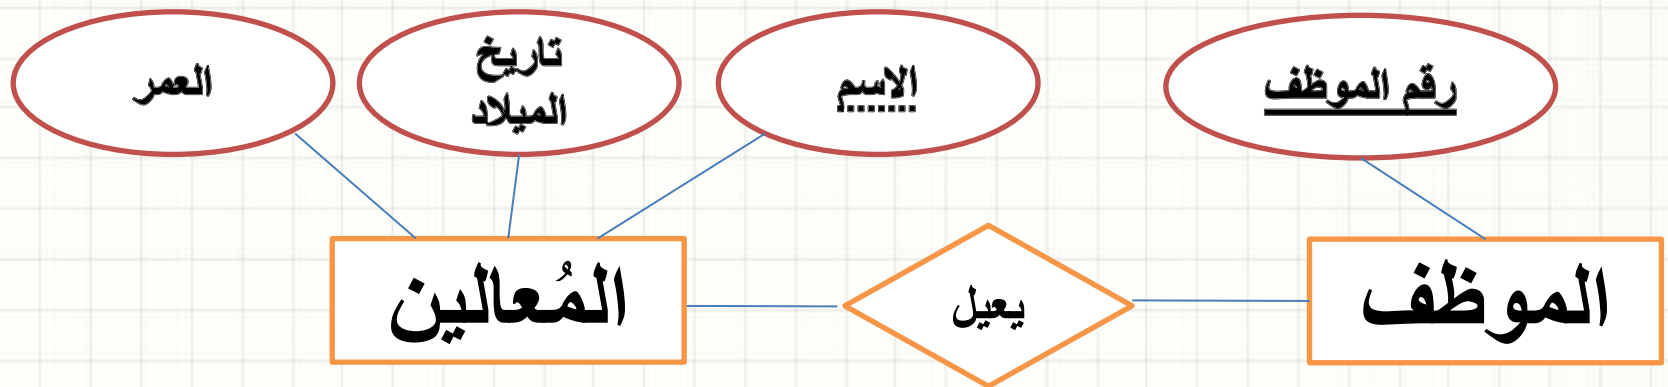 رقم الموظف
الاسم
تاريخ
الميلاد
العمر
الموظف
يعيل
المُعالين